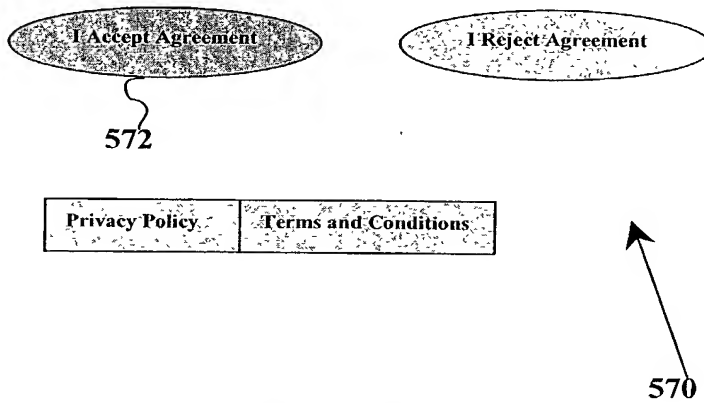 I Accept Agreement I Reject Agreement
572
Privacy Policy Terms and Conditions
570